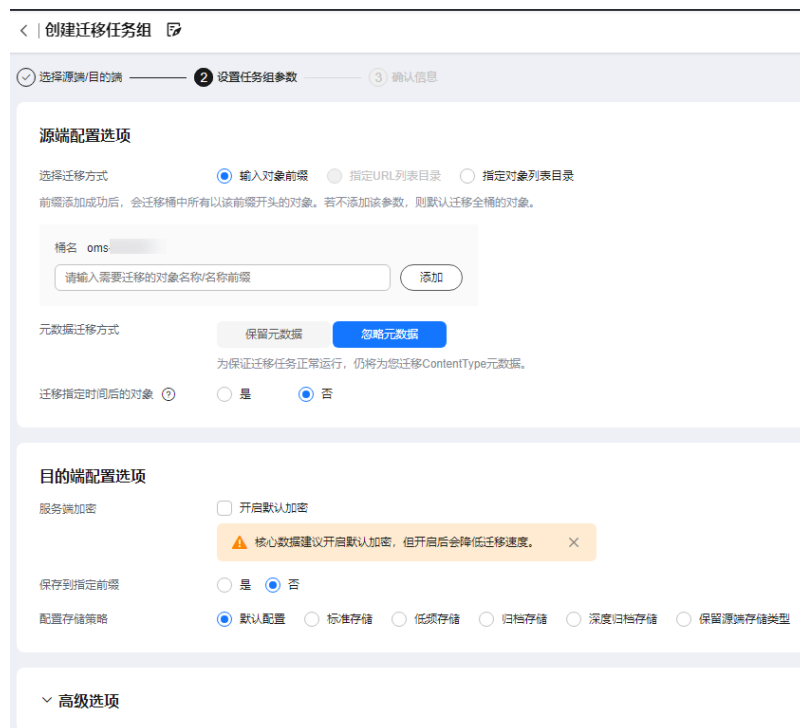 创建迁移任务组
选择源端/目的端 2 设置任务组参数 3 确认信息
源端配置选项
选择迁移方式 输入对象前缀 指定URL列表目录 指定对象列表目录
前缀添加成功后，会迁移桶中所有以该前缀开头的对象。若不添加该参数，则默认迁移全桶的对象。
桶名 oms-
请输入需要迁移的对象名称/名称前缀 添加
元数据迁移方式 保留元数据 忽略元数据
为保证迁移任务正常运行，仍将为您迁移ContentType元数据。
迁移指定时间后的对象 ? 是 否
目的端配置选项
服务端加密 开启默认加密
核心数据建议开启默认加密，但开启后会降低迁移速度。
保存到指定前缀 是 否
配置存储策略 默认配置 标准存储 低频存储 归档存储 深度归档存储 保留源端存储类型
高级选项